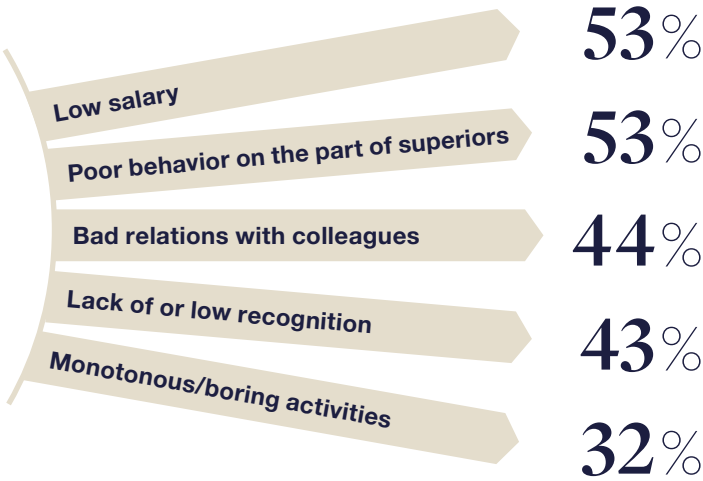 Low salary
53%
Poor behavior on the part of superiors
53%
Bad relations with colleagues
44%
Lack of or low recognition
43%
Monotonous/boring activities
32%